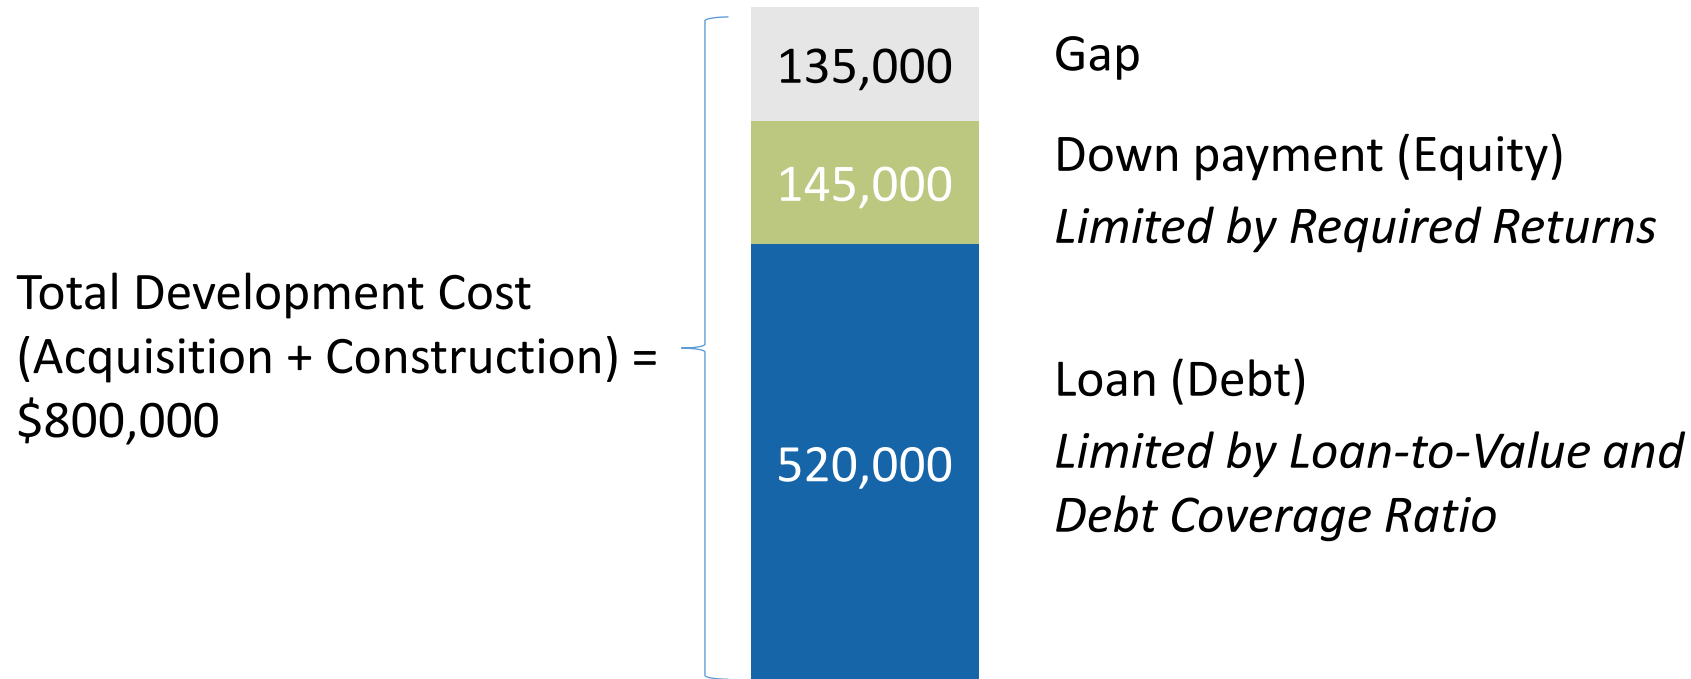 135,000
Gap
145,000
Down payment (Equity)
Limited by Required Returns
Total Development Cost
(Acquisition + Construction) =
$800,000
520,000
Loan (Debt)
Limited by Loan-to-Value and
Debt Coverage Ratio